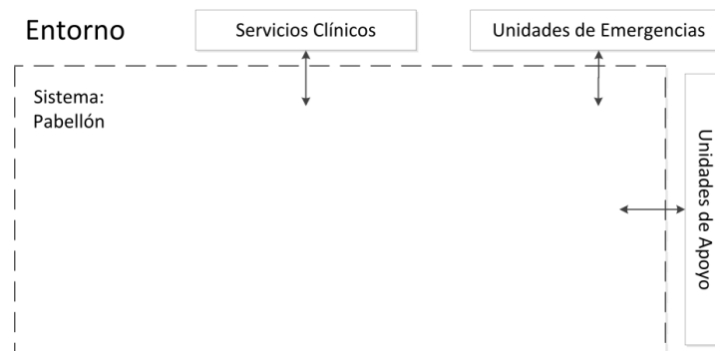 Entorno
Servicios Clínicos
Unidades de Emergencias
Sistema:
Pabellón
Unidades de Apoyo